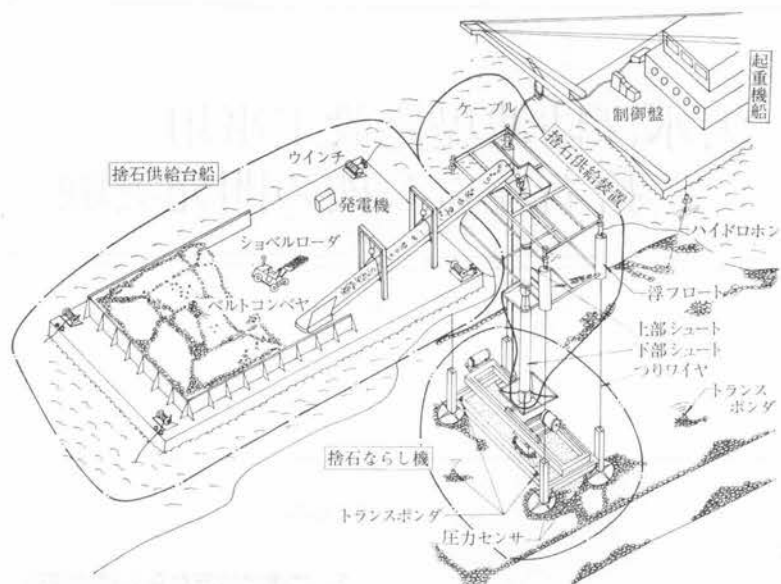 起重機船
ケーブル
制御盤
捨石供給装置
ウインチ
捨石供給台船
発電機
ショベルローダ
ベルトコンベヤ
ハイドロホン
浮フロート
上部シュート
下部シュート
つりワイヤ
トランス
ポンダ
捨石ならし機
トランスポンダ
圧力センサ